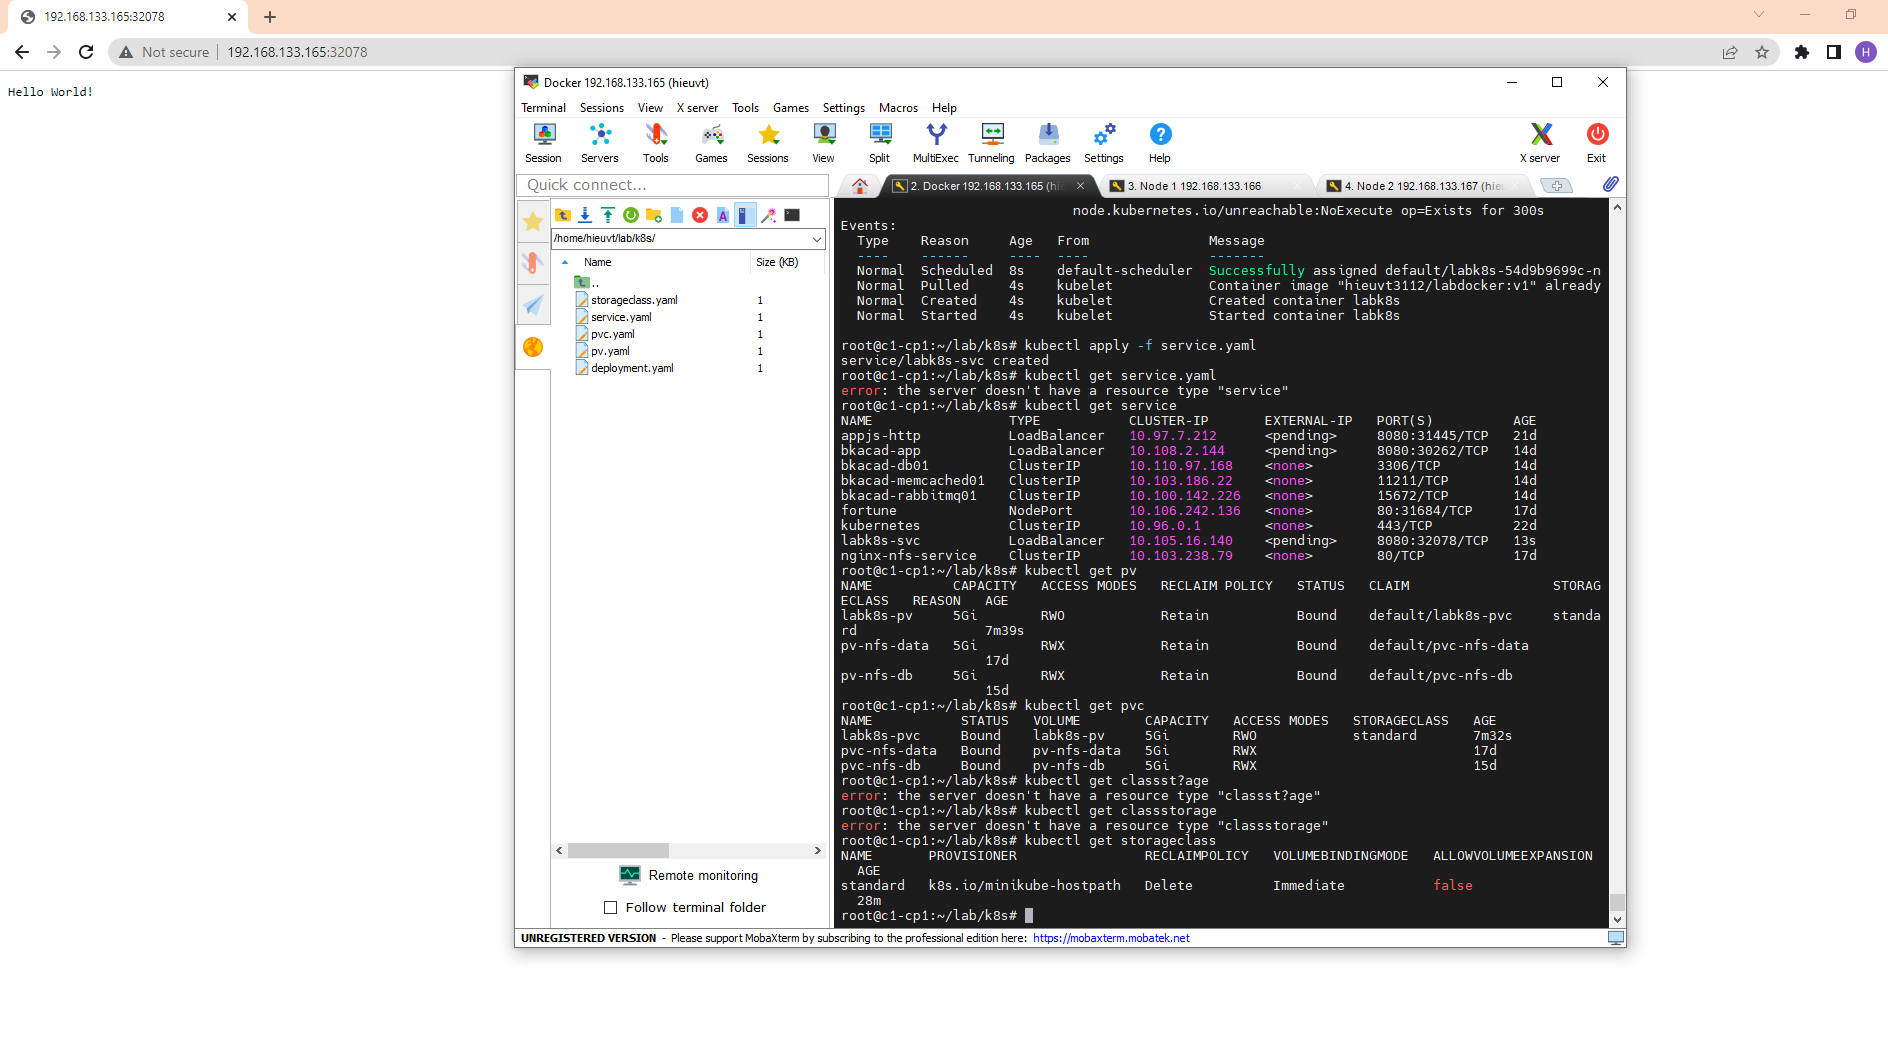 192.168.133.165:32078
Not secure 192.168.133.165:32078
H
Hello World!
Docker 192.168.133.165 (hieuvt)
Terminal Sessions View X server Tools Games Settings Macros Help
Session Servers Tools Games Sessions View Split MultiExec Tunneling Packages Settings Help X server Exit
Quick connect...
2. Docker 192.168.133.165 (hi
3. Node 1 192.168.133.166
4. Node 2 192.168.133.167 (hieu
/home/hieuvt/lab/k8s/
Name Size (KB)
..
storageclass.yaml 1
service.yaml 1
pvc.yaml 1
pv.yaml 1
deployment.yaml 1
Remote monitoring
Follow terminal folder
node.kubernetes.io/unreachable:NoExecute op=Exists for 300s
Events:
Type Reason Age From Message
---- ------ ---- ---- -------
Normal Scheduled 8s default-scheduler Successfully assigned default/labk8s-54d9b9699c-n
Normal Pulled 4s kubelet Container image "hieuvt3112/labdocker:v1" already
Normal Created 4s kubelet Created container labk8s
Normal Started 4s kubelet Started container labk8s
root@c1-cp1:~/lab/k8s# kubectl apply -f service.yaml
service/labk8s-svc created
root@c1-cp1:~/lab/k8s# kubectl get service.yaml
error: the server doesn't have a resource type "service"
root@c1-cp1:~/lab/k8s# kubectl get service
NAME TYPE CLUSTER-IP EXTERNAL-IP PORT(S) AGE
appjs-http LoadBalancer 10.97.7.212 <pending> 8080:31445/TCP 21d
bkacad-app LoadBalancer 10.108.2.144 <pending> 8080:30262/TCP 14d
bkacad-db01 ClusterIP 10.110.97.168 <none> 3306/TCP 14d
bkacad-memcached01 ClusterIP 10.103.186.22 <none> 11211/TCP 14d
bkacad-rabbitmq01 ClusterIP 10.100.142.226 <none> 15672/TCP 14d
fortune NodePort 10.106.242.136 <none> 80:31684/TCP 17d
kubernetes ClusterIP 10.96.0.1 <none> 443/TCP 22d
labk8s-svc LoadBalancer 10.105.16.140 <pending> 8080:32078/TCP 13s
nginx-nfs-service ClusterIP 10.103.238.79 <none> 80/TCP 17d
root@c1-cp1:~/lab/k8s# kubectl get pv
NAME CAPACITY ACCESS MODES RECLAIM POLICY STATUS CLAIM STORAG
ECLASS REASON AGE
labk8s-pv 5Gi RWO Retain Bound default/labk8s-pvc standa
rd 7m39s
pv-nfs-data 5Gi RWX Retain Bound default/pvc-nfs-data
17d
pv-nfs-db 5Gi RWX Retain Bound default/pvc-nfs-db
15d
root@c1-cp1:~/lab/k8s# kubectl get pvc
NAME STATUS VOLUME CAPACITY ACCESS MODES STORAGECLASS AGE
labk8s-pvc Bound labk8s-pv 5Gi RWO standard 7m32s
pvc-nfs-data Bound pv-nfs-data 5Gi RWX 17d
pvc-nfs-db Bound pv-nfs-db 5Gi RWX 15d
root@c1-cp1:~/lab/k8s# kubectl get classst?age
error: the server doesn't have a resource type "classst?age"
root@c1-cp1:~/lab/k8s# kubectl get classstorage
error: the server doesn't have a resource type "classstorage"
root@c1-cp1:~/lab/k8s# kubectl get storageclass
NAME PROVISIONER RECLAIMPOLICY VOLUMEBINDINGMODE ALLOWVOLUMEEXPANSION
AGE
standard k8s.io/minikube-hostpath Delete Immediate false
28m
root@c1-cp1:~/lab/k8s#
UNREGISTERED VERSION - Please support MobaXterm by subscribing to the professional edition here: https://mobaxterm.mobatek.net